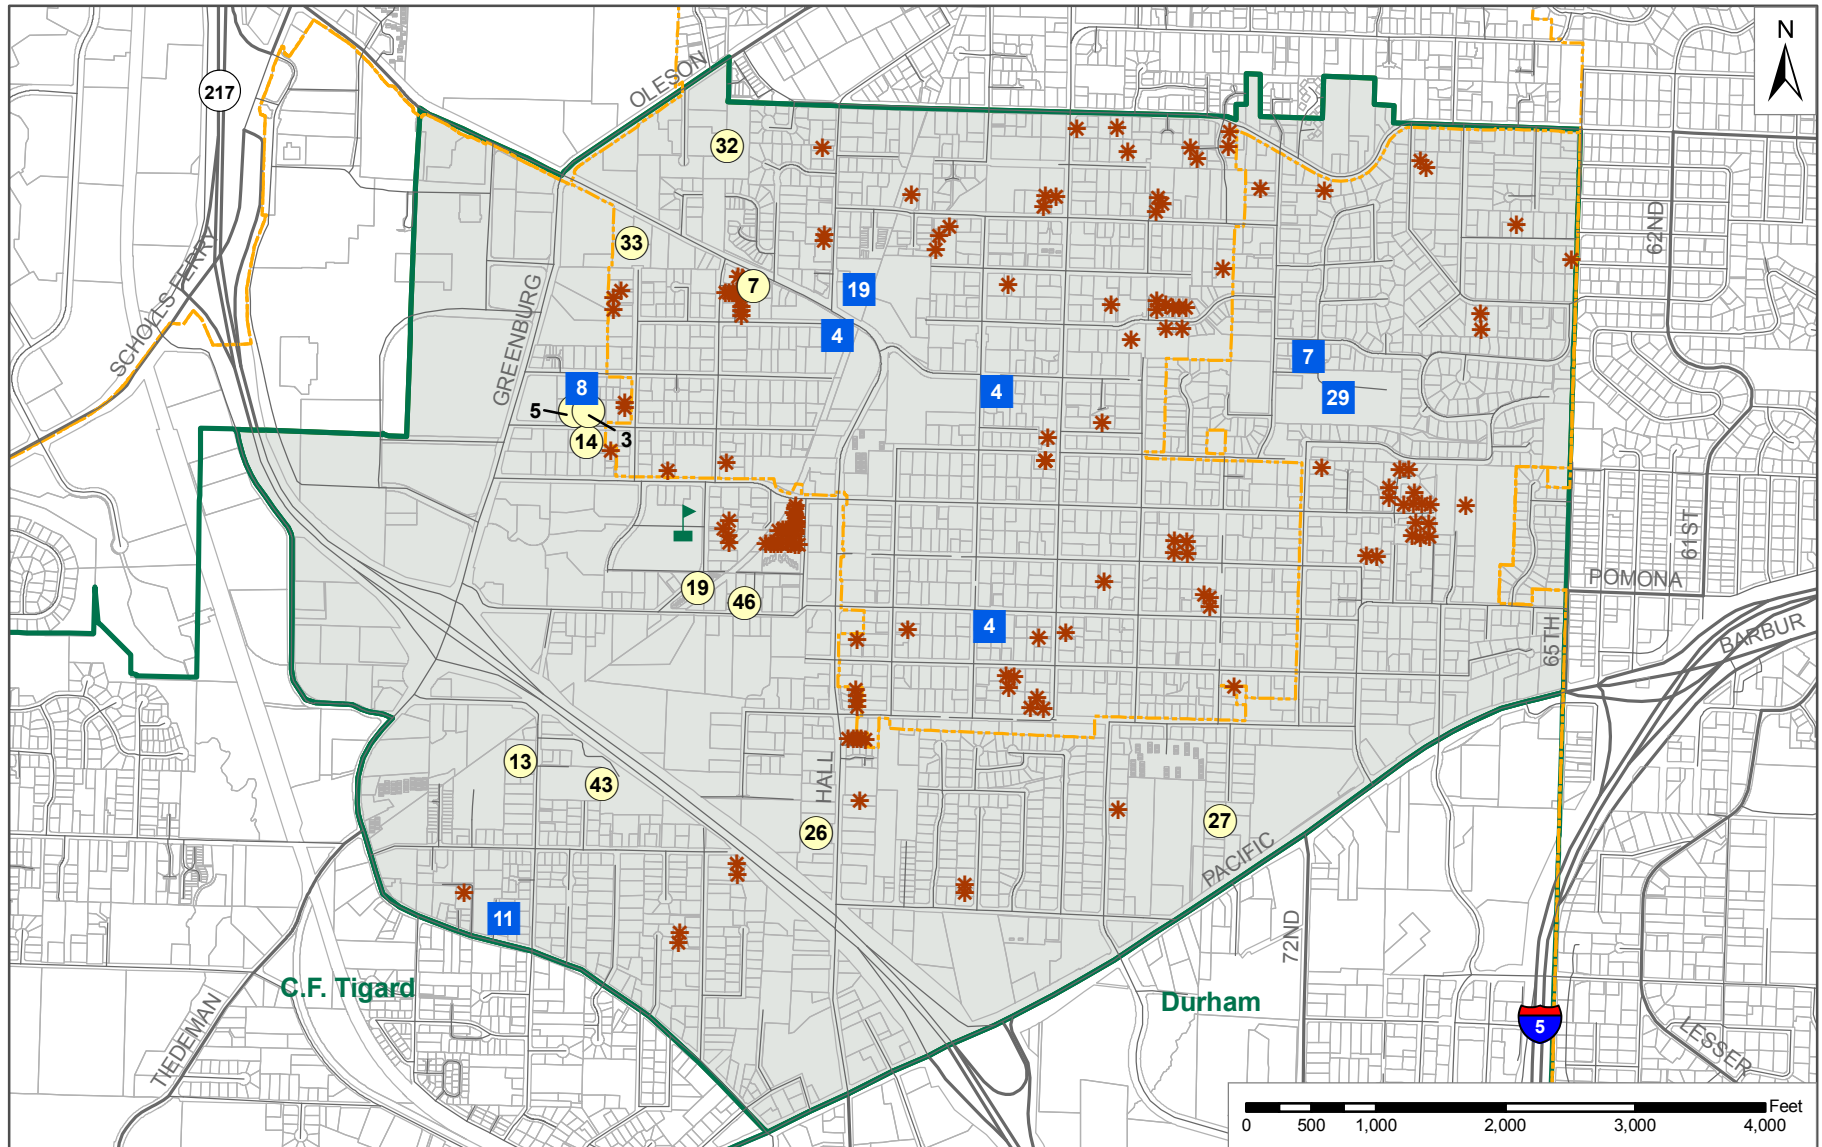 N
OLESON
217
32
62ND
33
SCHOLLS FERRY
7
19
GREENBURG
4
7
8
4
29
5
3
14
61ST
POMONA
19
46
4
65TH
BARBUR
13
43
HALL
26
27
PACIFIC
11
72ND
C.F. Tigard
Durham
5
TIEDEMAN
LESSER
Feet
0 500 1,000 2,000 3,000 4,000